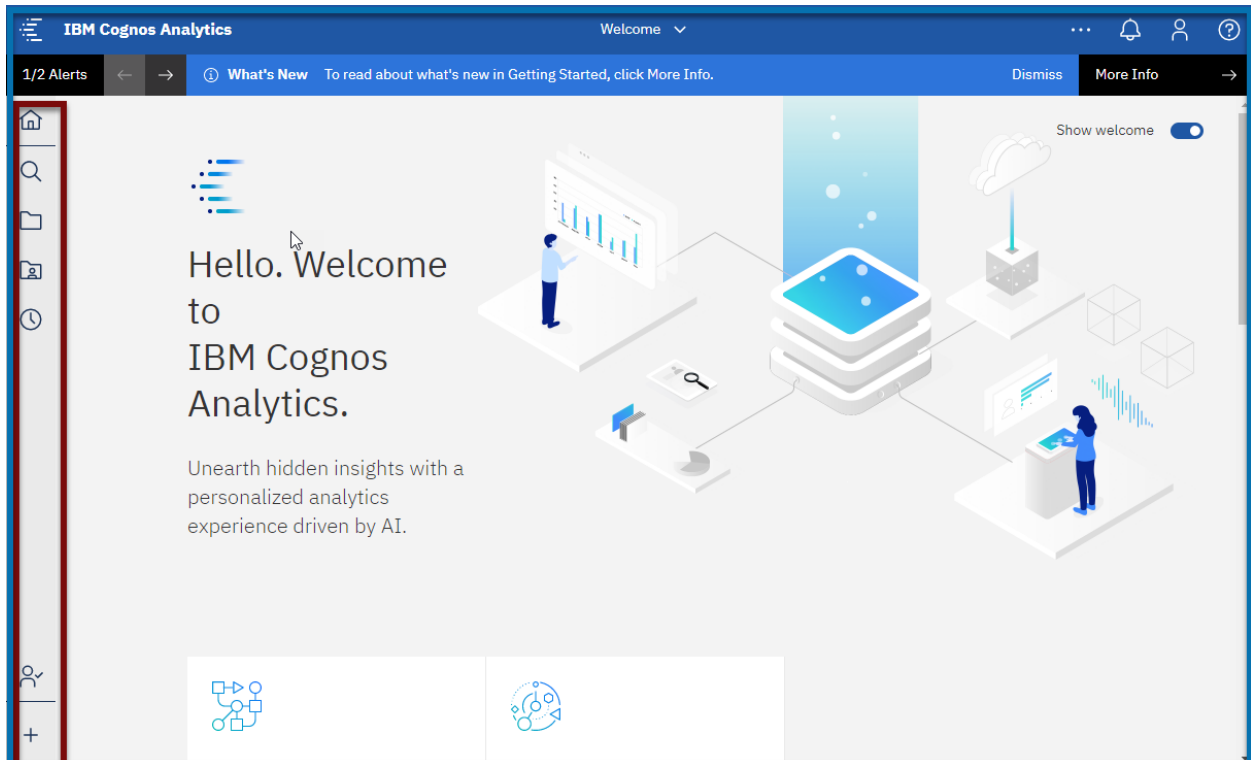 IBM Cognos Analytics
Welcome
1/2 Alerts
What's New To read about what's new in Getting Started, click More Info.
Dismiss
More Info
Show welcome
Hello. Welcome
to
IBM Cognos
Analytics.
Unearth hidden insights with a
personalized analytics
experience driven by AI.